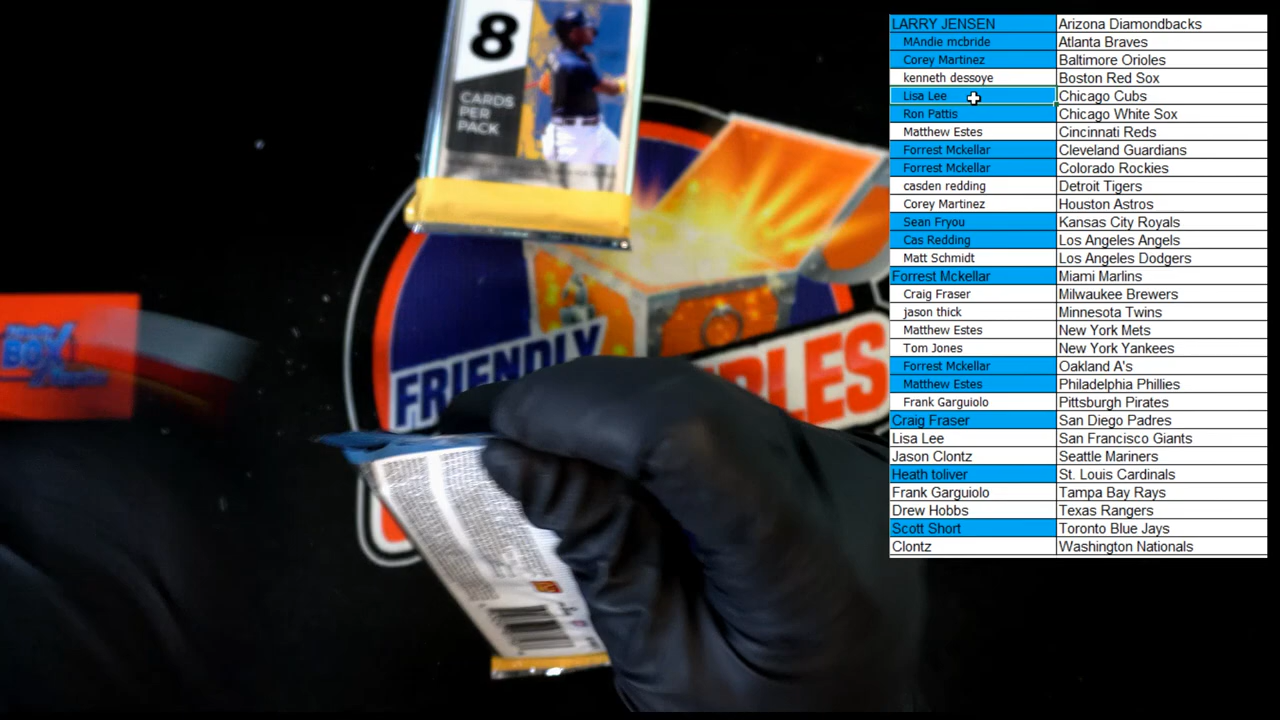 8
CARDS
PER
PACK
FRIENDLY
BOX
LARRY JENSEN Arizona Diamondbacks
MAndie mcbride Atlanta Braves
Corey Martinez Baltimore Orioles
kenneth dessoye Boston Red Sox
Lisa Lee Chicago Cubs
Ron Pattis Chicago White Sox
Matthew Estes Cincinnati Reds
Forrest Mckellar Cleveland Guardians
Forrest Mckellar Colorado Rockies
casden redding Detroit Tigers
Corey Martinez Houston Astros
Sean Fryou Kansas City Royals
Cas Redding Los Angeles Angels
Matt Schmidt Los Angeles Dodgers
Forrest Mckellar Miami Marlins
Craig Fraser Milwaukee Brewers
jason thick Minnesota Twins
Matthew Estes New York Mets
Tom Jones New York Yankees
Forrest Mckellar Oakland A's
Matthew Estes Philadelphia Phillies
Frank Garguiolo Pittsburgh Pirates
Craig Fraser San Diego Padres
Lisa Lee San Francisco Giants
Jason Clontz Seattle Mariners
Heath toliver St. Louis Cardinals
Frank Garguiolo Tampa Bay Rays
Drew Hobbs Texas Rangers
Scott Short Toronto Blue Jays
Clontz Washington Nationals